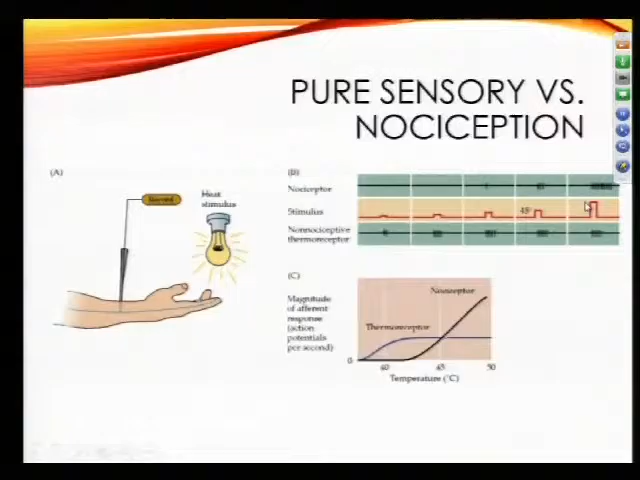 PURE SENSORY VS.
NOCICEPTION
(A)
Record
Heat
stimulus
(B)
Nociceptor
Stimulus
45°
Nonnociceptive
thermoreceptor
(C)
Magnitude
of afferent
response
(action
potentials
per second)
Nociceptor
Thermoreceptor
0
40
45
50
Temperature (°C)